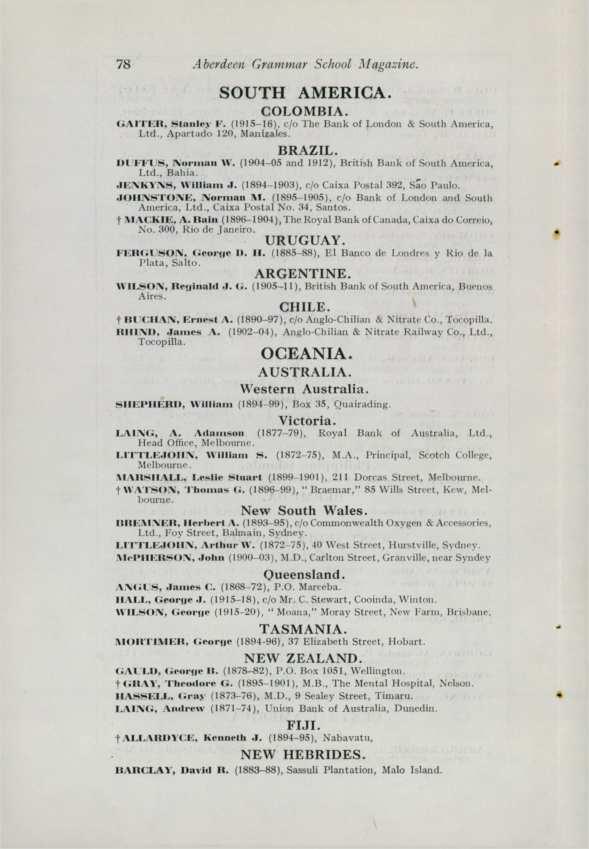 78 Aberdeen Grammar School Magazine.
SOUTH AMERICA.
COLOMBIA.
GAITER, Stanley F. (1915–16), c/o The Bank of London & South America,
Ltd., Apartado 120, Manizales.
BRAZIL.
DUFFUS, Norman W. (1904–05 and 1912), British Bank of South America,
Ltd., Bahia.
JENKYNS, William J. (1894–1903), c/o Caixa Postal 392, São Paulo.
JOHNSTONE, Norman M. (1895–1905), c/o Bank of London and South
America, Ltd., Caixa Postal No. 34, Santos.
† MACKIE, A. Bain (1896–1904), The Royal Bank of Canada, Caixa do Correio,
No. 300, Rio de Janeiro.
URUGUAY.
FERGUSON, George D. H. (1885–88), El Banco de Londres y Rio de la
Plata, Salto.
ARGENTINE.
WILSON, Reginald J. G. (1905–11), British Bank of South America, Buenos
Aires.
CHILE.
† BUCHAN, Ernest A. (1890–97), c/o Anglo-Chilian & Nitrate Co., Tocopilla.
RHIND, James A. (1902–04), Anglo-Chilian & Nitrate Railway Co., Ltd.,
Tocopilla.
OCEANIA.
AUSTRALIA.
Western Australia.
SHEPHERD, William (1894–99), Box 35, Quairading.
Victoria.
LAING, A. Adamson (1877–79), Royal Bank of Australia, Ltd.,
Head Office, Melbourne.
LITTLEJOHN, William S. (1872–75), M.A., Principal, Scotch College,
Melbourne.
MARSHALL, Leslie Stuart (1899–1901), 211 Dorcas Street, Melbourne.
† WATSON, Thomas G. (1896–99), "Braemar," 85 Wills Street, Kew, Mel-
bourne.
New South Wales.
BREMNER, Herbert A. (1893–95), c/o Commonwealth Oxygen & Accessories,
Ltd., Foy Street, Balmain, Sydney.
LITTLEJOHN, Arthur W. (1872–75), 40 West Street, Hurstville, Sydney.
McPHERSON, John (1900–03), M.D., Carlton Street, Granville, near Syndey
Queensland.
ANGUS, James C. (1868–72), P.O. Mareeba.
HALL, George J. (1915–18), c/o Mr. C. Stewart, Cooinda, Winton.
WILSON, George (1915–20), "Moana," Moray Street, New Farm, Brisbane.
TASMANIA.
MORTIMER, George (1894–96), 37 Elizabeth Street, Hobart.
NEW ZEALAND.
GAULD, George B. (1878–82), P.O. Box 1051, Wellington.
† GRAY, Theodore G. (1895–1901), M.B., The Mental Hospital, Nelson.
HASSELL, Gray (1873–76), M.D., 9 Sealey Street, Timaru.
LAING, Andrew (1871–74), Union Bank of Australia, Dunedin.
FIJI.
† ALLARDYCE, Kenneth J. (1894–95), Nabavatu,
NEW HEBRIDES.
BARCLAY, David R. (1883–88), Sassuli Plantation, Malo Island.